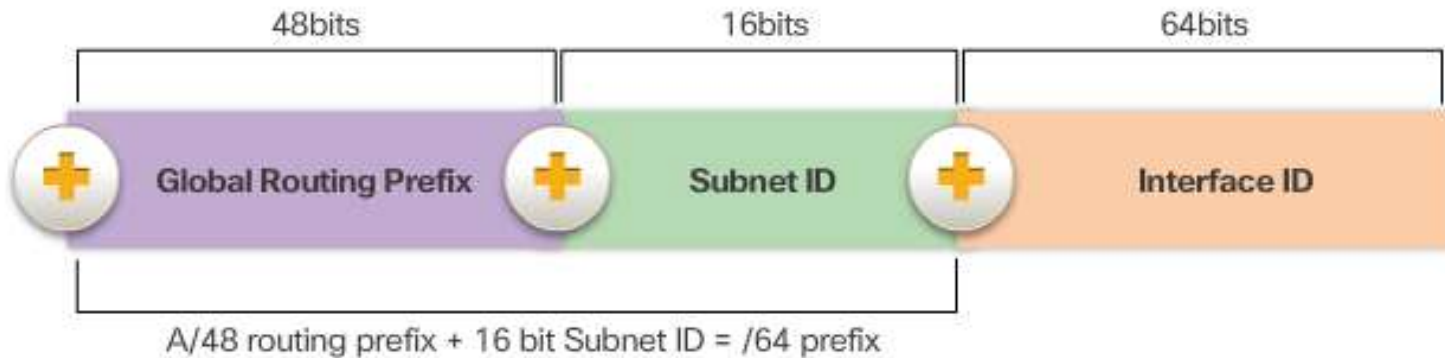 48bits 16bits 64bits
Global Routing Prefix Subnet ID Interface ID
A/48 routing prefix + 16 bit Subnet ID = /64 prefix